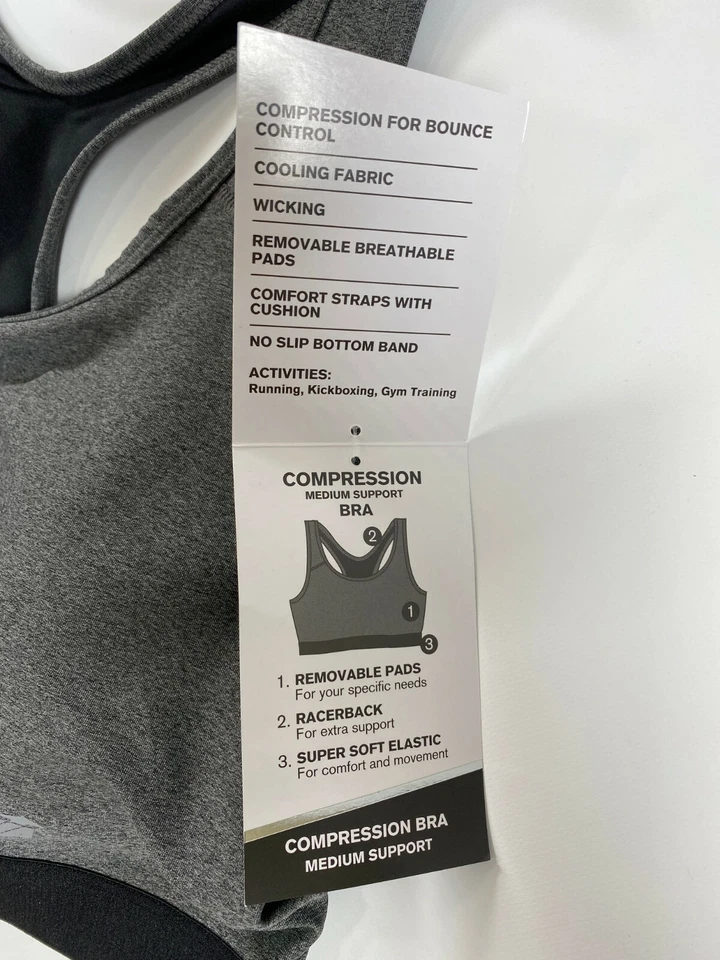 COMPRESSION FOR BOUNCE
CONTROL
COOLING FABRIC
WICKING
REMOVABLE BREATHABLE
PADS
COMFORT STRAPS WITH
CUSHION
NO SLIP BOTTOM BAND
ACTIVITIES:
Running, Kickboxing, Gym Training
COMPRESSION
MEDIUM SUPPORT
BRA
2
1
3
1. REMOVABLE PADS
For your specific needs
2. RACERBACK
For extra support
3. SUPER SOFT ELASTIC
For comfort and movement
COMPRESSION BRA
MEDIUM SUPPORT